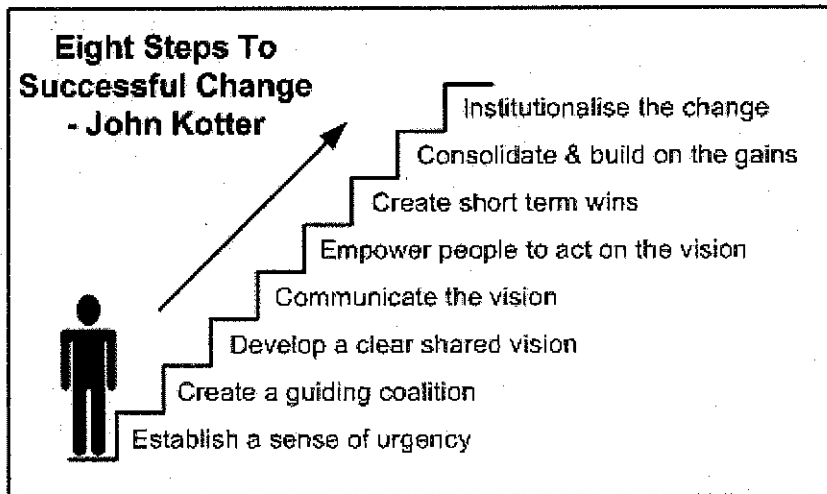 Eight Steps To
Successful Change
- John Kotter
Institutionalise the change
Consolidate & build on the gains
Create short term wins
Empower people to act on the vision
Communicate the vision
Develop a clear shared vision
Create a guiding coalition
Establish a sense of urgency